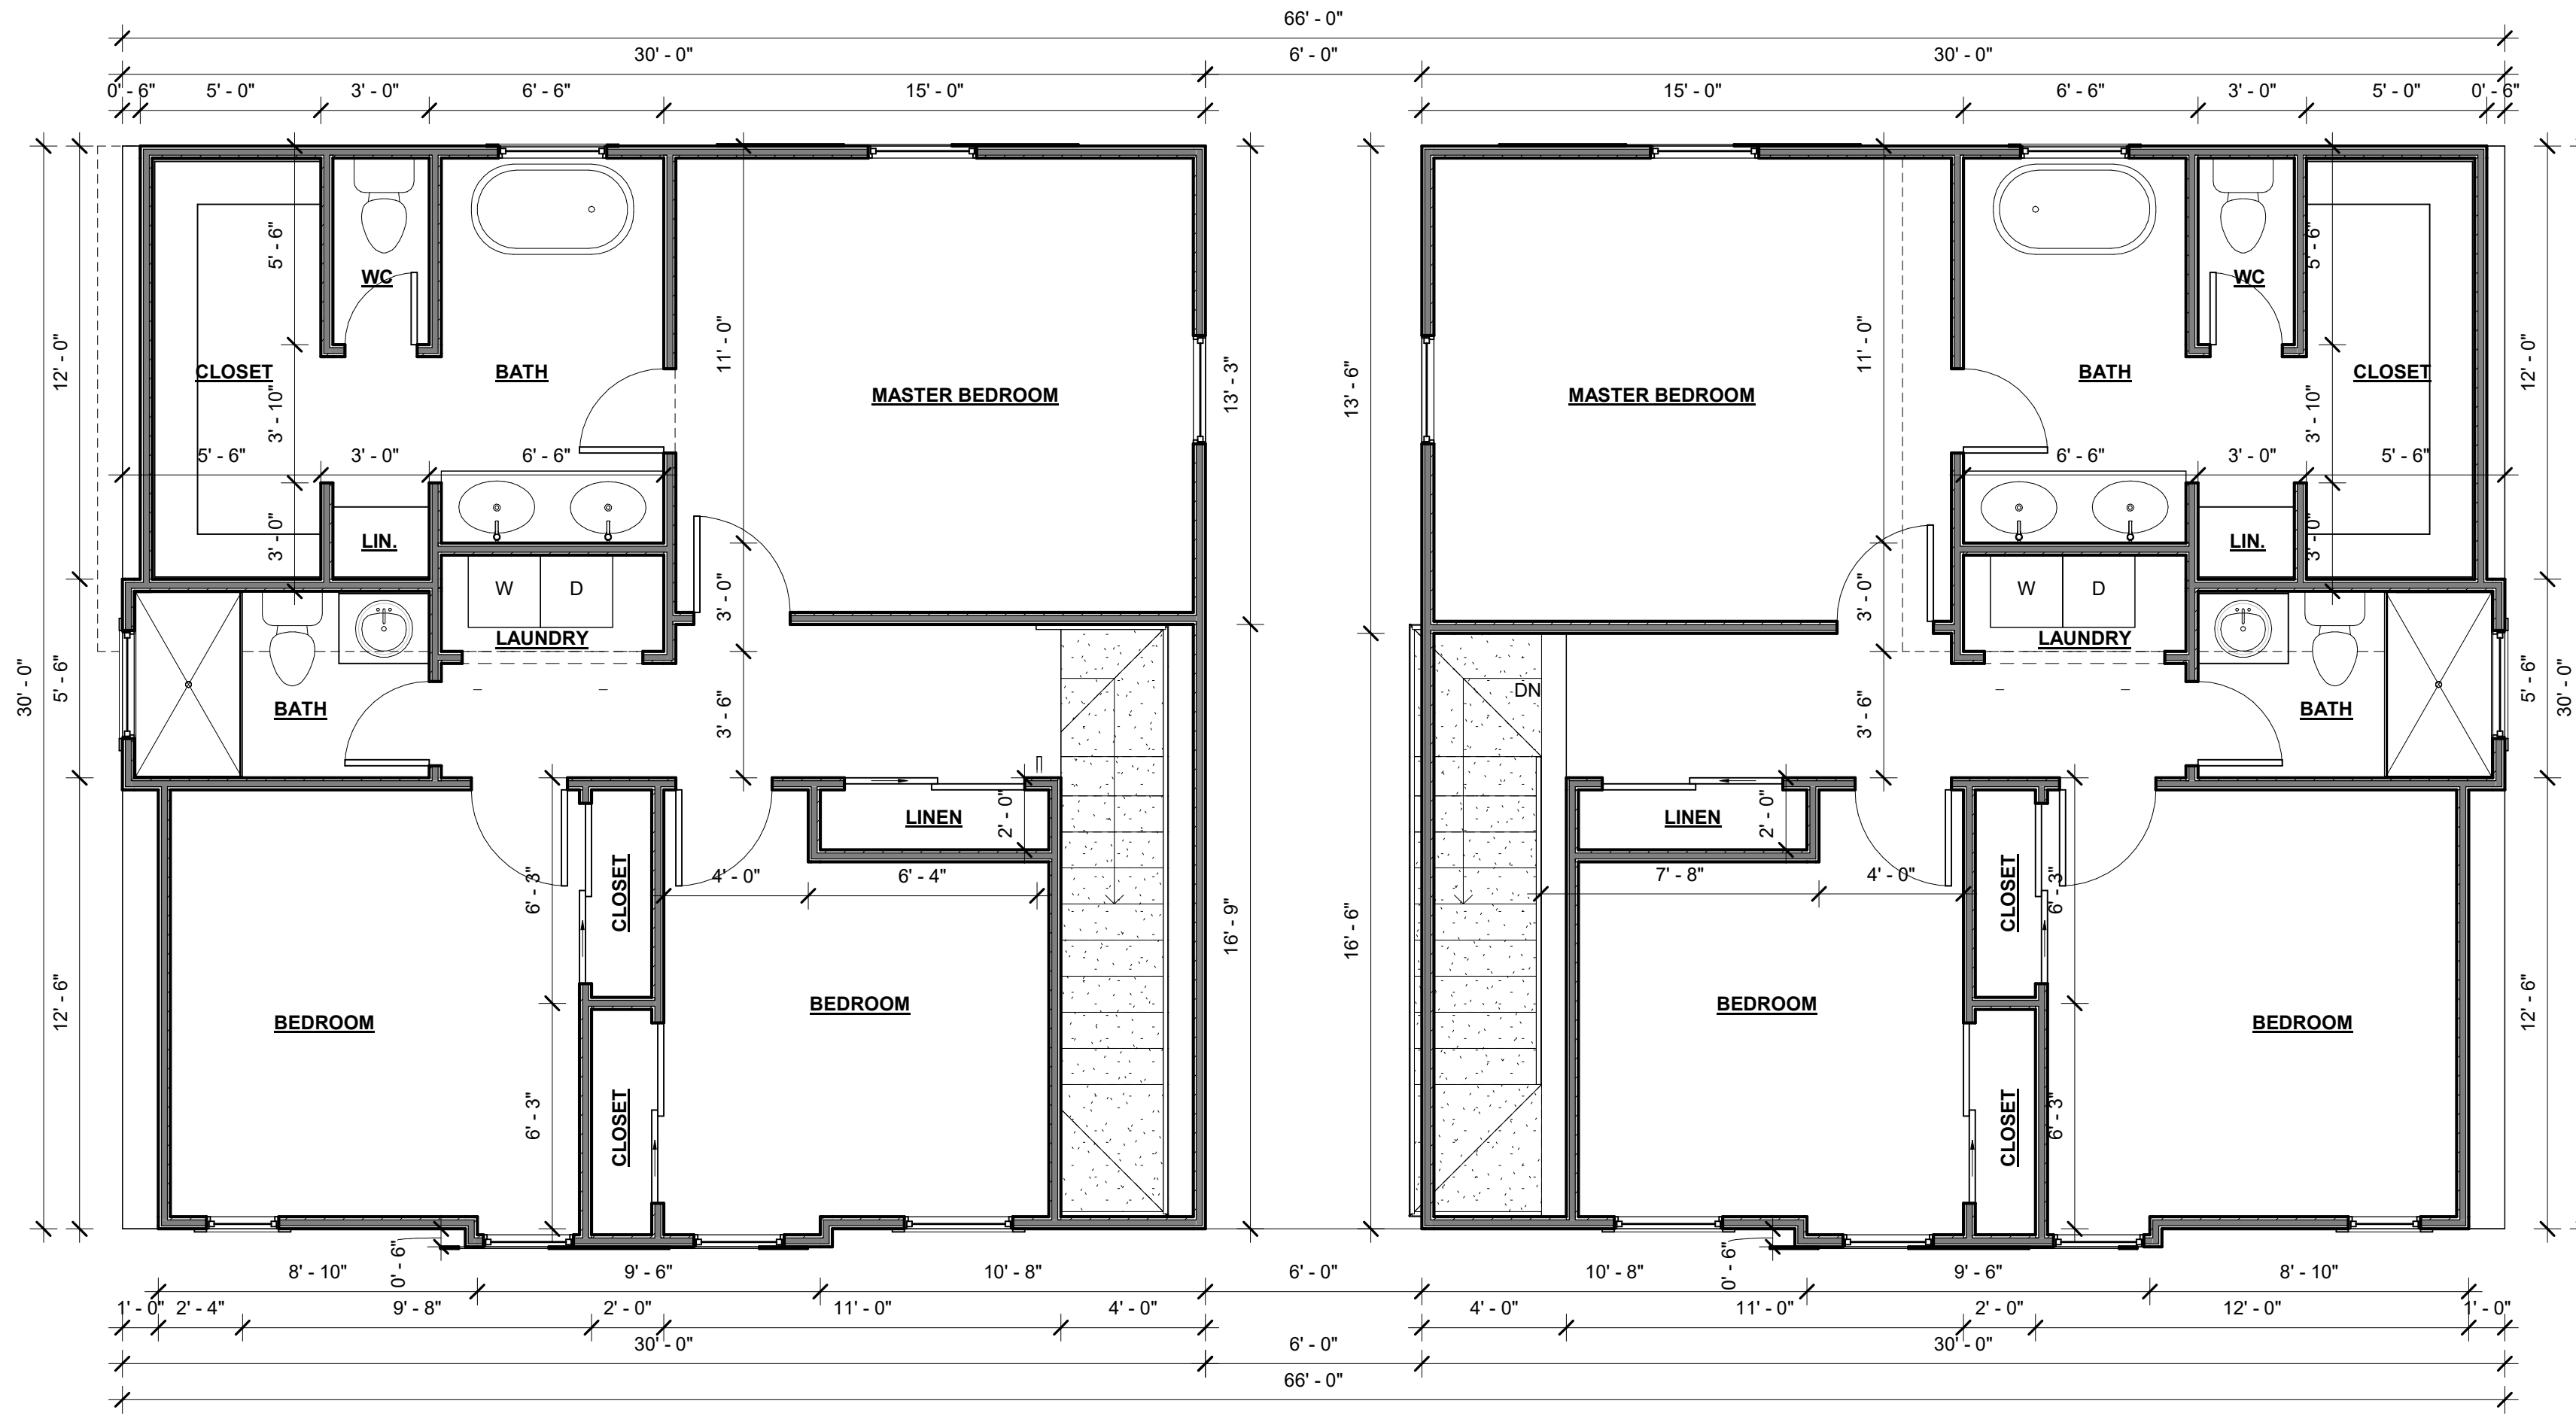 66' - 0"
30' - 0" 6' - 0" 30' - 0"
0' - 6" 5' - 0" 3' - 0" 6' - 6" 15' - 0" 15' - 0" 6' - 6" 3' - 0" 5' - 0" 0' - 6"
5' - 6" 5' - 6"
WC WC
12' - 0" 11' - 0" 13' - 3" 13' - 6" 11' - 0" 12' - 0"
CLOSET BATH BATH CLOSET
MASTER BEDROOM MASTER BEDROOM
3' - 10" 3' - 10"
5' - 6" 3' - 0" 6' - 6" 6' - 6" 3' - 0" 5' - 6"
3' - 0" LIN. LIN. 3' - 0"
W D 3' - 0" 3' - 0" W D
LAUNDRY LAUNDRY
30' - 0" 5' - 6" 5' - 6" 30' - 0"
DN
BATH 3' - 6" 3' - 6" BATH
LINEN 2' - 0" LINEN 2' - 0"
4' - 0" 6' - 4" 7' - 8" 4' - 0"
6' - 3" CLOSET CLOSET 6' - 3"
16' - 9" 16' - 6"
12' - 6" BEDROOM BEDROOM 12' - 6"
BEDROOM BEDROOM
6' - 3" CLOSET CLOSET 6' - 3"
0' - 6" 0' - 6"
8' - 10" 9' - 6" 10' - 8" 6' - 0" 10' - 8" 9' - 6" 8' - 10"
1' - 0" 2' - 4" 9' - 8" 2' - 0" 11' - 0" 4' - 0" 4' - 0" 11' - 0" 2' - 0" 12' - 0" 1' - 0"
30' - 0" 6' - 0" 30' - 0"
66' - 0"